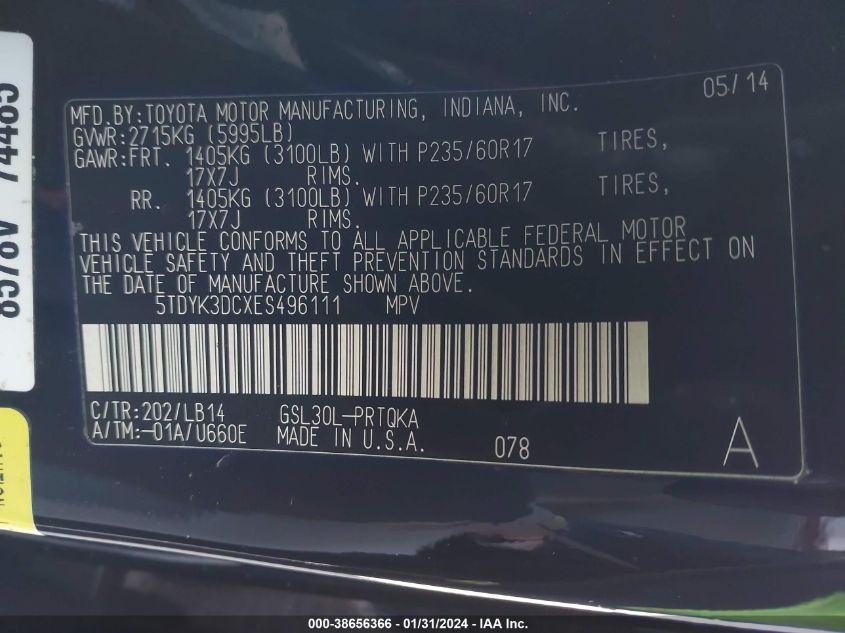 05/14
MFD.BY:TOYOTA MOTOR MANUFACTURING, INDIANA, INC.
GVWR:2715KG (5995LB)
GAWR:FRT. 1405KG (3100LB) WITH P235/60R17 TIRES,
17X7J RIMS.
RR. 1405KG (3100LB) WITH P235/60R17 TIRES,
17X7J RIMS.
THIS VEHICLE CONFORMS TO ALL APPLICABLE FEDERAL MOTOR
VEHICLE SAFETY AND THEFT PREVENTION STANDARDS IN EFFECT ON
THE DATE OF MANUFACTURE SHOWN ABOVE.
5TDYK3DCXES496111 MPV
C/TR:202/LB14 GSL30L-PRTQKA
A/TM:-01A/U660E MADE IN U.S.A. 078 A
000-38656366 - 01/31/2024 - IAA Inc.